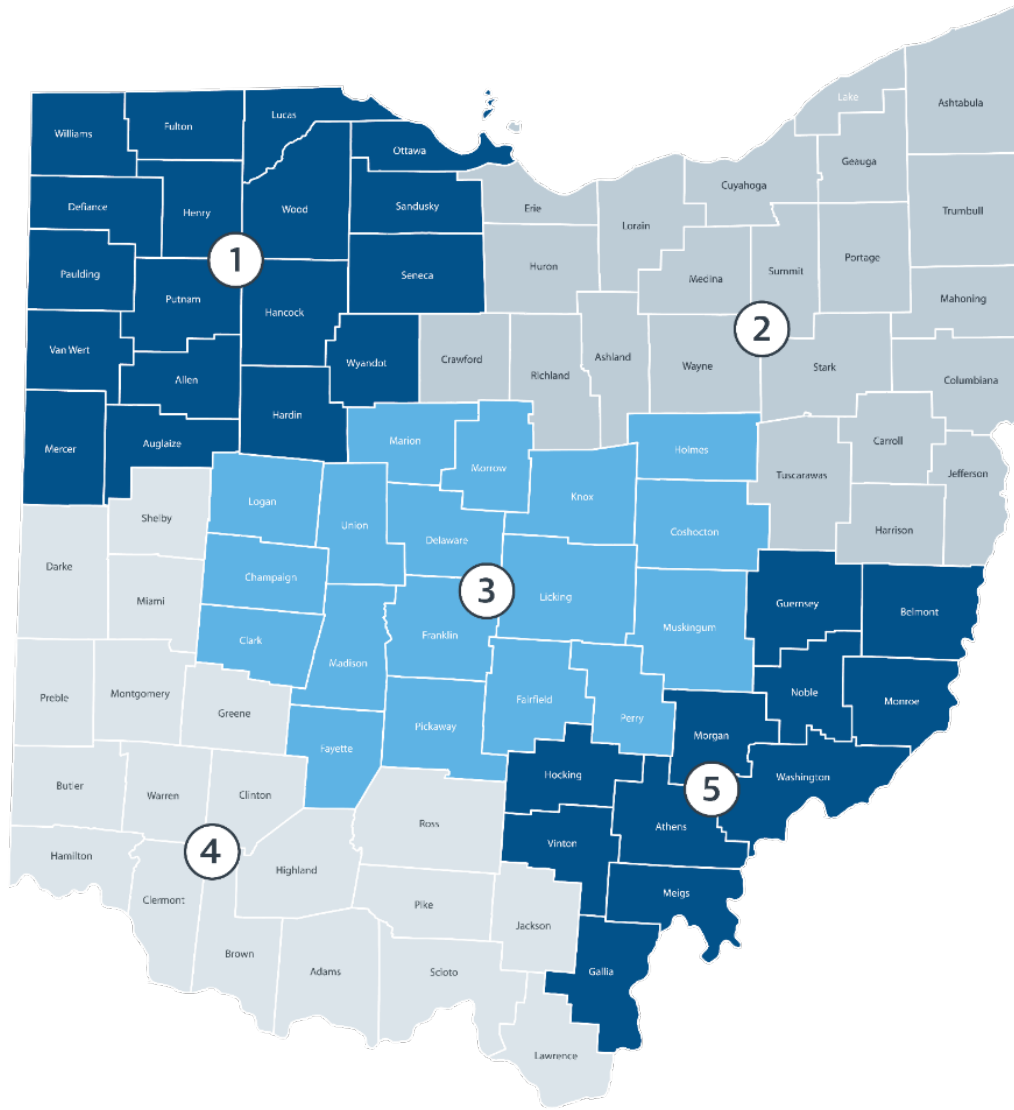 Lake
Ashtabula
Lucas
Fulton
Williams
Ottawa
Geauga
Cuyahoga
Defiance
Henry
Wood
Sandusky
Erie
Lorain
Trumbull
1
Huron
Medina
Summit
Portage
Paulding
Seneca
Putnam
Hancock
Mahoning
2
Van Wert
Wyandot
Crawford
Ashland
Richland
Wayne
Stark
Allen
Columbiana
Hardin
Mercer
Auglaize
Marion
Morrow
Holmes
Carroll
Tuscarawas
Jefferson
Logan
Knox
Shelby
Union
Delaware
Coshocton
Harrison
Darke
Champaign
3
Licking
Miami
Guernsey
Belmont
Clark
Franklin
Muskingum
Madison
Preble
Montgomery
Greene
Fairfield
Perry
Noble
Monroe
Pickaway
Fayette
Morgan
Butler
Warren
Clinton
Hocking
5
Washington
Ross
Athens
Hamilton
4
Vinton
Highland
Clermont
Pike
Meigs
Jackson
Brown
Adams
Scioto
Gallia
Lawrence